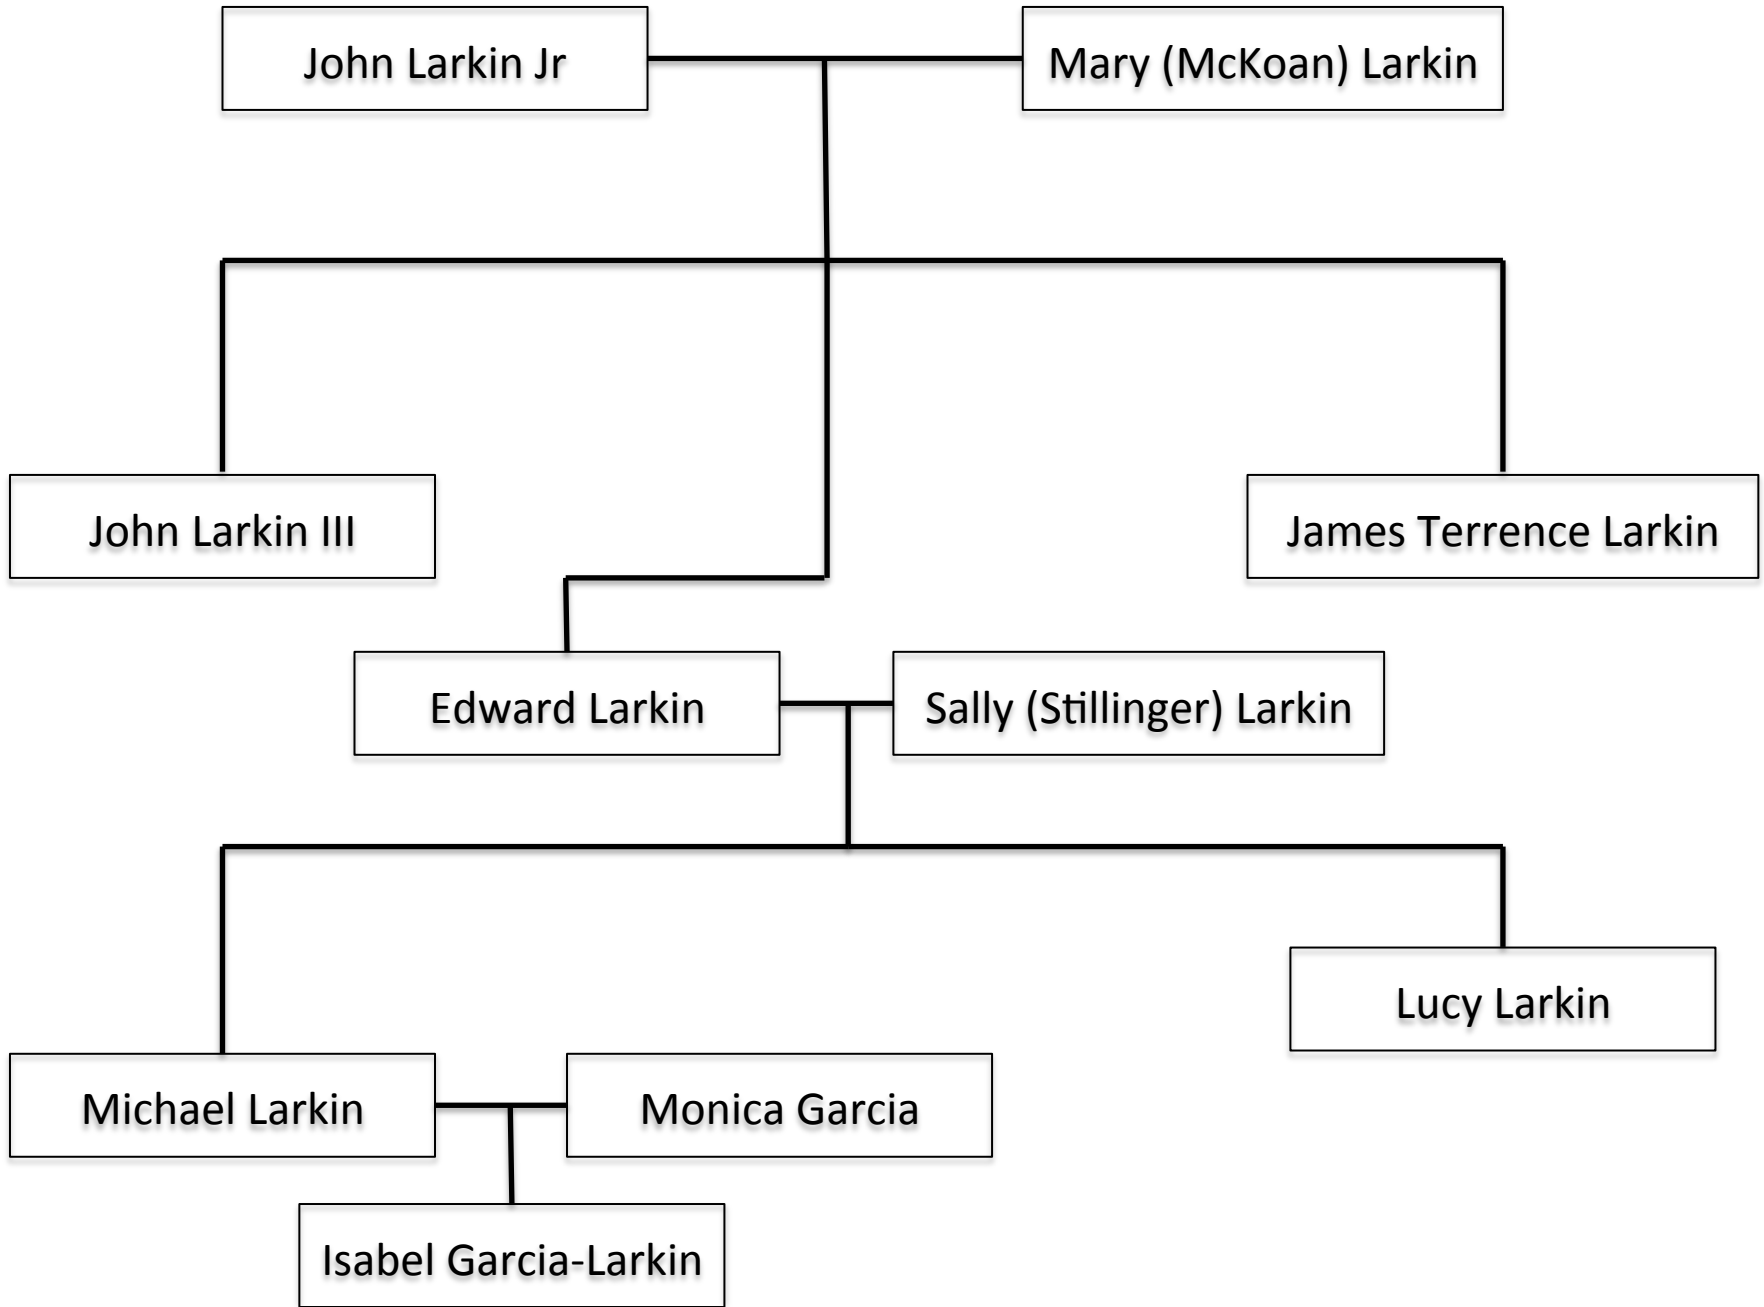 John Larkin Jr
Mary (McKoan) Larkin
John Larkin III
James Terrence Larkin
Edward Larkin
Sally (Stillinger) Larkin
Lucy Larkin
Michael Larkin
Monica Garcia
Isabel Garcia-Larkin